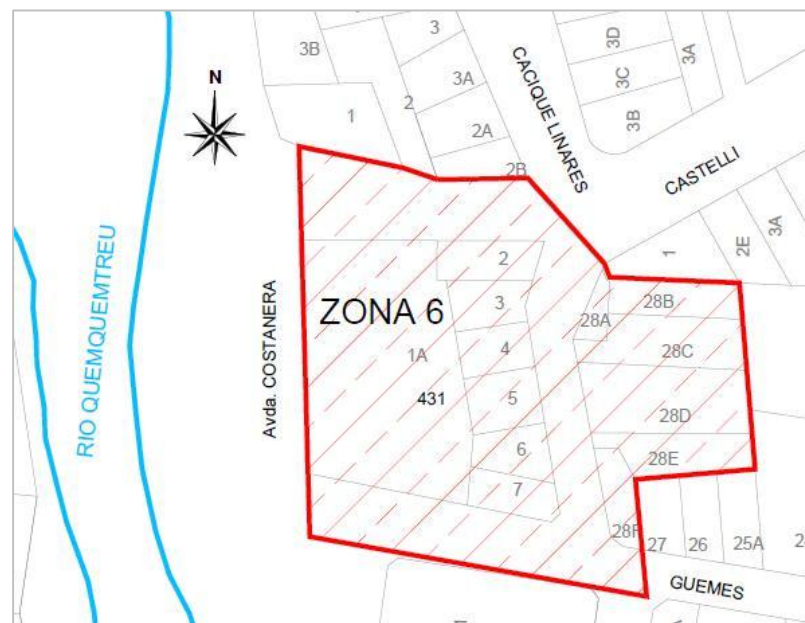 3
3D
3A
3B
3C
3A
N
CACIQUE LINARES
1
2
3B
2A
CASTELLI
2B
1
2E
3A
2
ZONA 6
3
28A
28B
RIO QUEMQUEMTREU
Avda. COSTANERA
1A
4
28C
431
5
28D
6
28E
7
28F
27
26
25A
2
GUEMES